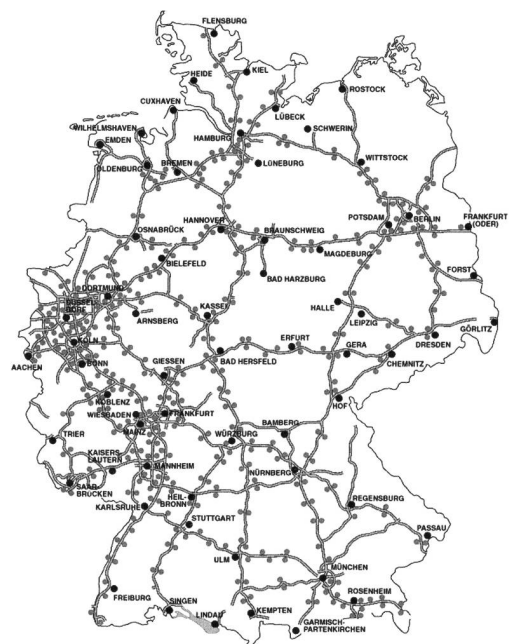 FLENSBURG
HEIDE
KIEL
CUXHAVEN
ROSTOCK
LÜBECK
WILHELMSHAVEN
EMDEN
HAMBURG
SCHWERIN
OLDENBURG
BREMEN
LÜNEBURG
WITTSTOCK
HANNOVER
POTSDAM
BERLIN
FRANKFURT
(ODER)
OSNABRÜCK
BRAUNSCHWEIG
MAGDEBURG
BIELEFELD
FORST
BAD HARZBURG
DORTMUND
DÜSSEL-
DORF
KASSEL
HALLE
LEIPZIG
ARNSBERG
GÖRLITZ
KÖLN
ERFURT
DRESDEN
AACHEN
BONN
GIESSEN
BAD HERSFELD
GERA
CHEMNITZ
KOBLENZ
HOF
WIESBADEN
FRANKFURT
MAINZ
BAMBERG
TRIER
WÜRZBURG
KAISERS-
LAUTERN
MANNHEIM
NÜRNBERG
SAAR-
BRÜCKEN
HEIL-
BRONN
REGENSBURG
KARLSRUHE
STUTTGART
PASSAU
ULM
MÜNCHEN
FREIBURG
ROSENHEIM
SINGEN
LINDAU
KEMPTEN
GARMISCH-
PARTENKIRCHEN